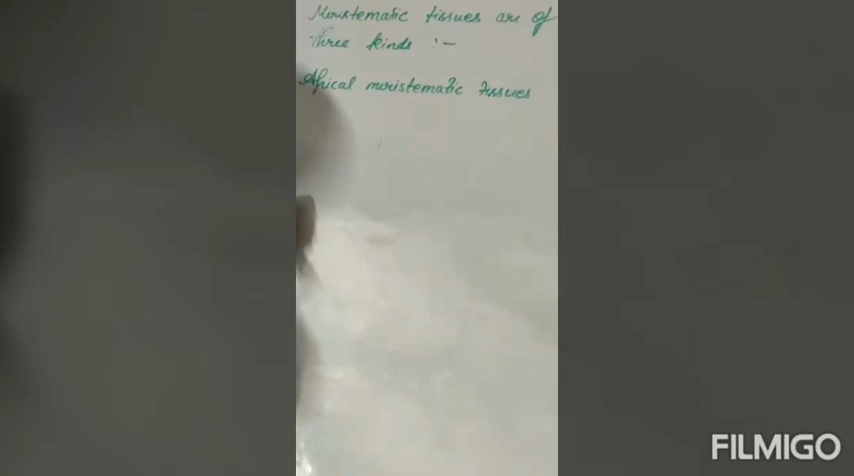 Meristematic tissues are of
three kinds :-
Apical meristematic tissues
FILMIGO